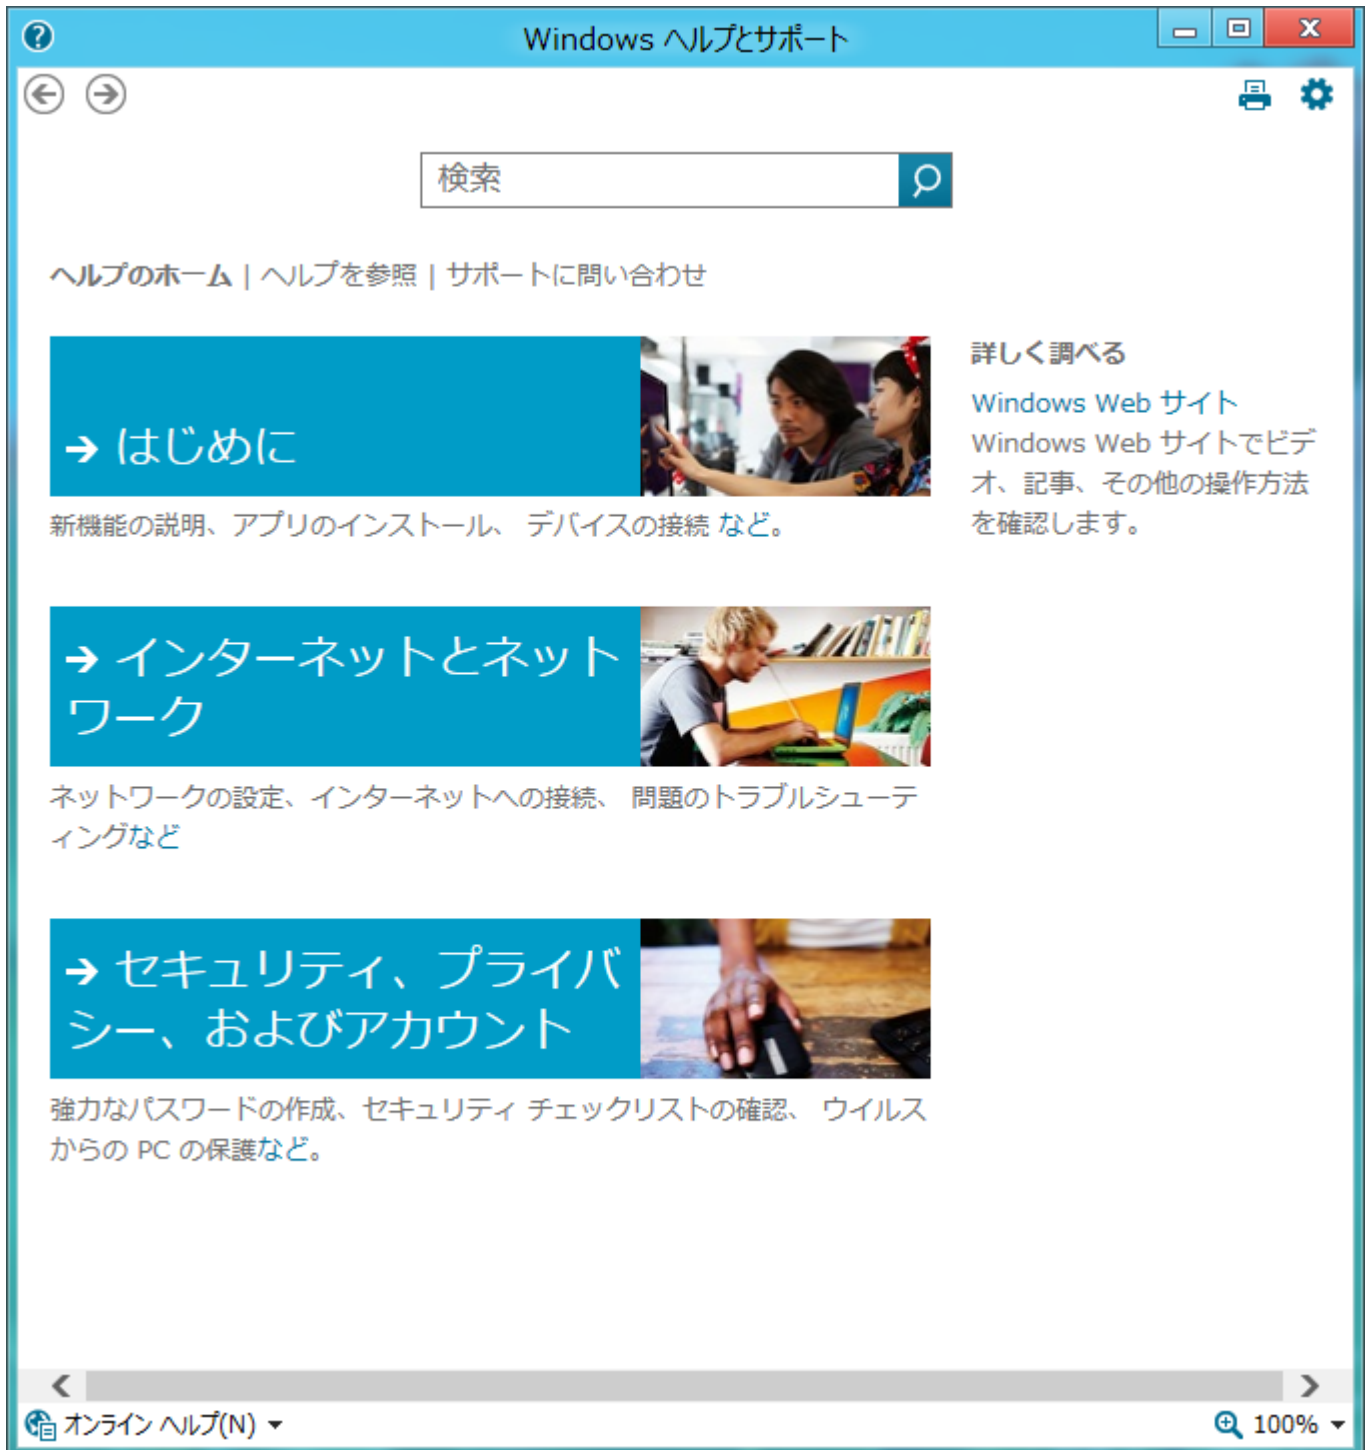 Windows ヘルプとサポート
検索
ヘルプのホーム | ヘルプを参照 | サポートに問い合わせ
→ はじめに
新機能の説明、アプリのインストール、 デバイスの接続 など。
→ インターネットとネット
ワーク
ネットワークの設定、インターネットへの接続、 問題のトラブルシューテ
ィングなど
→ セキュリティ、プライバ
シー、およびアカウント
強力なパスワードの作成、セキュリティ チェックリストの確認、 ウイルス
からの PC の保護など。
詳しく調べる
Windows Web サイト
Windows Web サイトでビデ
オ、記事、その他の操作方法
を確認します。
オンライン ヘルプ(N)
100%